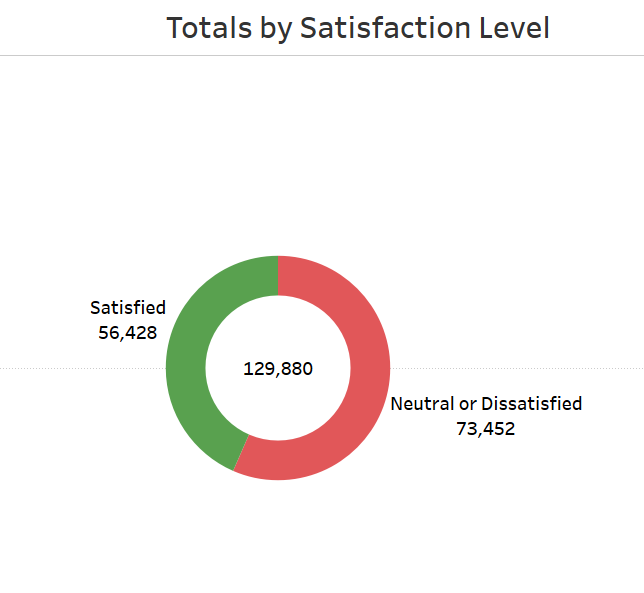 Totals by Satisfaction Level
Satisfied
56,428
129,880
Neutral or Dissatisfied
73,452